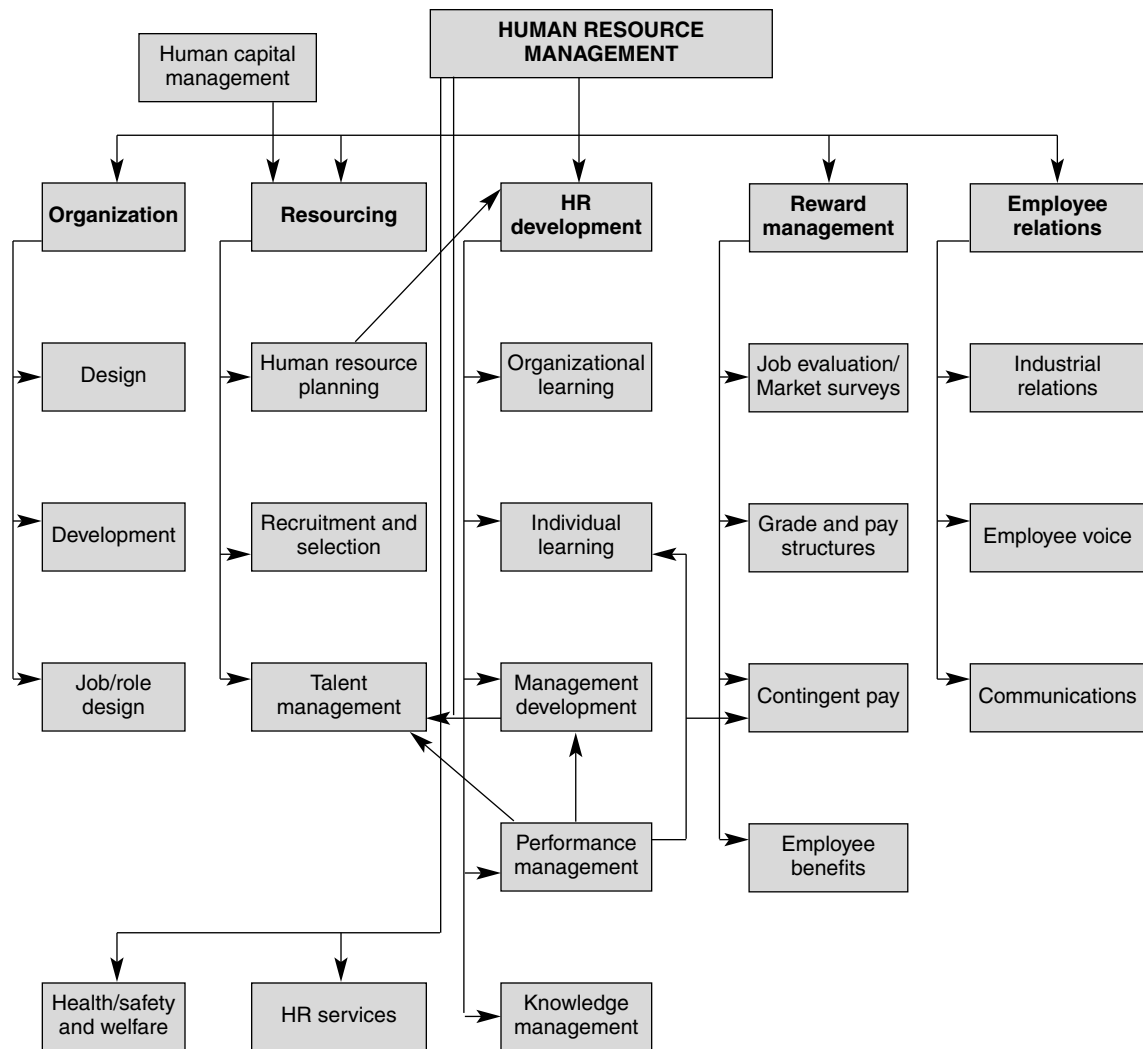 HUMAN RESOURCE
MANAGEMENT
Human capital
management
Organization
Resourcing
HR
development
Reward
management
Employee
relations
Design
Human resource
planning
Organizational
learning
Job evaluation/
Market surveys
Industrial
relations
Development
Recruitment and
selection
Individual
learning
Grade and pay
structures
Employee voice
Job/role
design
Talent
management
Management
development
Contingent pay
Communications
Performance
management
Employee
benefits
Health/safety
and welfare
HR services
Knowledge
management